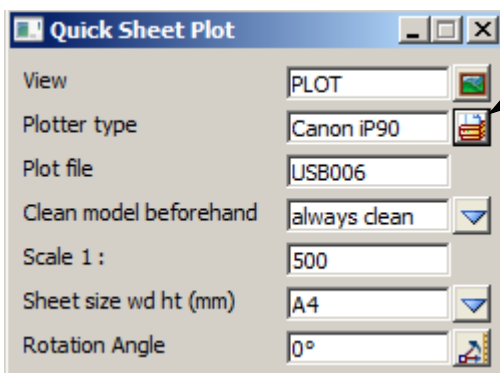 Quick Sheet Plot
View PLOT
Plotter type Canon iP90
Plot file USB006
Clean model beforehand always clean
Scale 1 : 500
Sheet size wd ht (mm) A4
Rotation Angle 0°